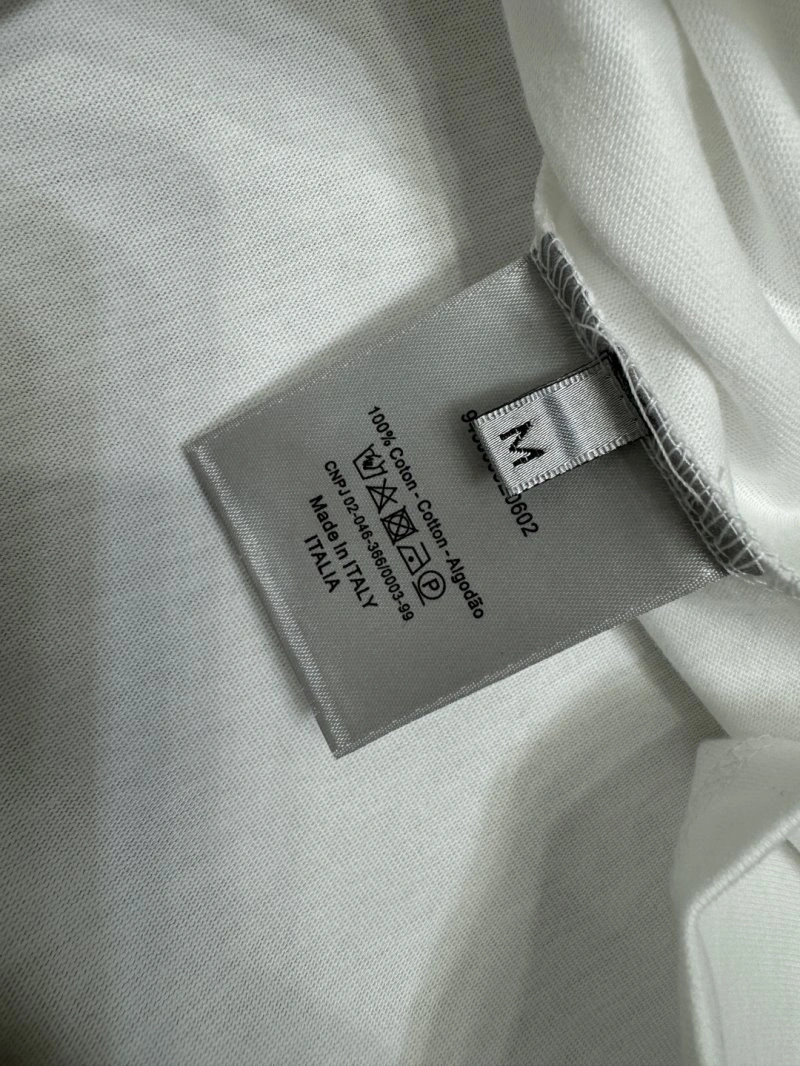 M
0602
100% Coton - Cotton - Algodão
P
CNPJ 02-046-366/0003-99
Made In ITALY
ITALIA